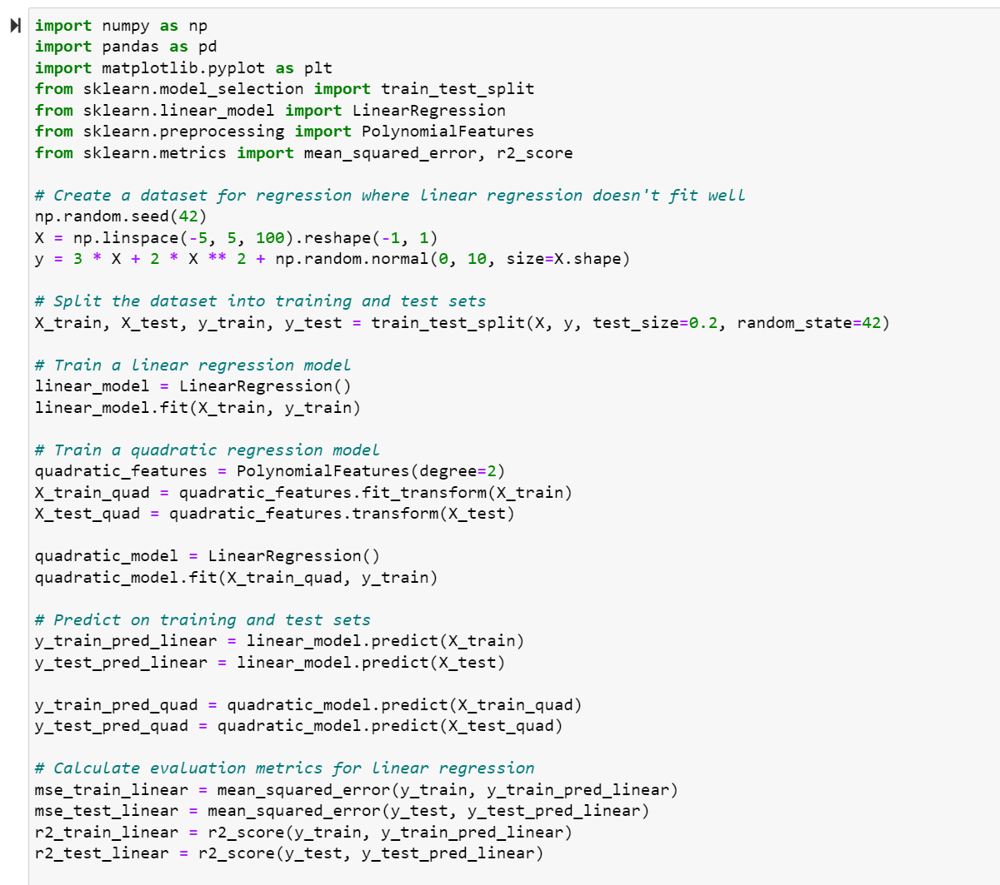 import numpy as np
import pandas as pd
import matplotlib.pyplot as plt
from sklearn.model_selection import train_test_split
from sklearn.linear_model import LinearRegression
from sklearn.preprocessing import PolynomialFeatures
from sklearn.metrics import mean_squared_error, r2_score

# Create a dataset for regression where linear regression doesn't fit well
np.random.seed(42)
X = np.linspace(-5, 5, 100).reshape(-1, 1)
y = 3 * X + 2 * X ** 2 + np.random.normal(0, 10, size=X.shape)

# Split the dataset into training and test sets
X_train, X_test, y_train, y_test = train_test_split(X, y, test_size=0.2, random_state=42)

# Train a linear regression model
linear_model = LinearRegression()
linear_model.fit(X_train, y_train)

# Train a quadratic regression model
quadratic_features = PolynomialFeatures(degree=2)
X_train_quad = quadratic_features.fit_transform(X_train)
X_test_quad = quadratic_features.transform(X_test)

quadratic_model = LinearRegression()
quadratic_model.fit(X_train_quad, y_train)

# Predict on training and test sets
y_train_pred_linear = linear_model.predict(X_train)
y_test_pred_linear = linear_model.predict(X_test)

y_train_pred_quad = quadratic_model.predict(X_train_quad)
y_test_pred_quad = quadratic_model.predict(X_test_quad)

# Calculate evaluation metrics for linear regression
mse_train_linear = mean_squared_error(y_train, y_train_pred_linear)
mse_test_linear = mean_squared_error(y_test, y_test_pred_linear)
r2_train_linear = r2_score(y_train, y_train_pred_linear)
r2_test_linear = r2_score(y_test, y_test_pred_linear)